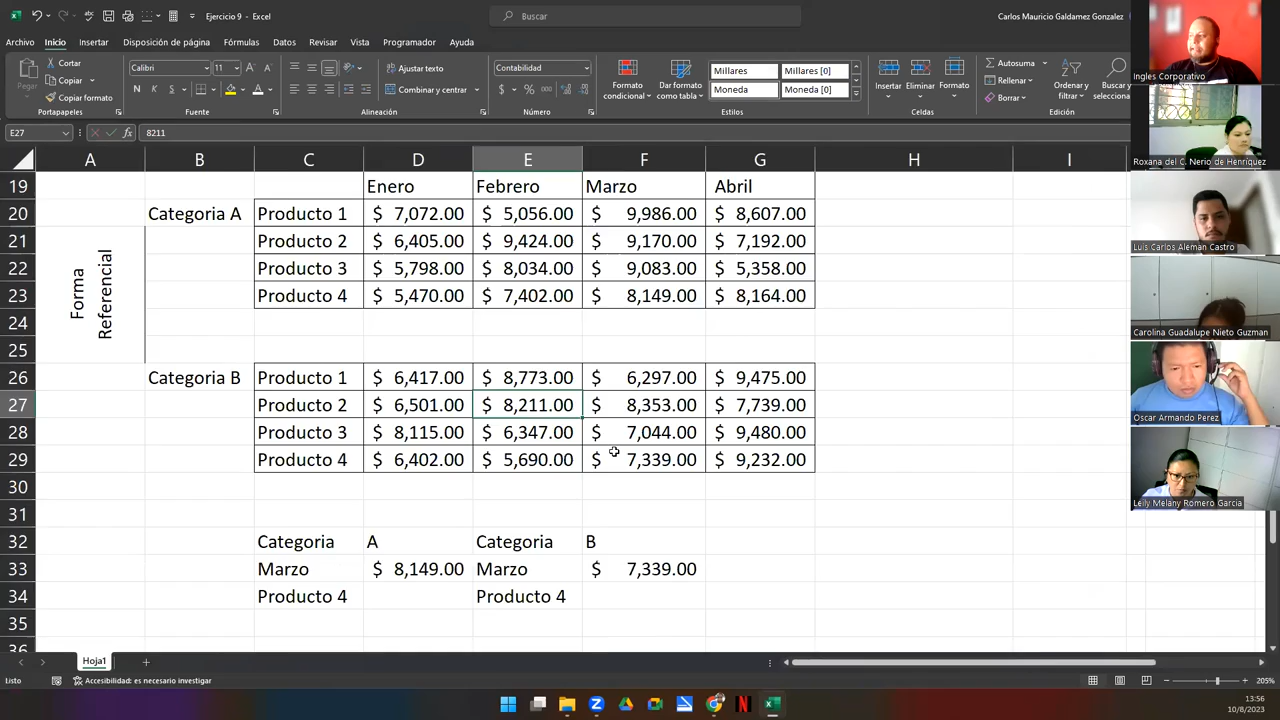 Ejercicio 9 - Excel
Buscar
Carlos Mauricio Galdamez Gonzalez
Archivo Inicio Insertar Disposición de página Fórmulas Datos Revisar Vista Programador Ayuda
Pegar
Cortar
Copiar
Copiar formato
Portapapeles
Calibri 11
N K S
Fuente
Ajustar texto
Combinar y centrar
Alineación
Contabilidad
$ % 000
Número
Formato condicional
Dar formato como tabla
Millares Millares [0]
Moneda Moneda [0]
Estilos
Insertar Eliminar Formato
Celdas
Autosuma
Rellenar
Borrar
Ordenar y filtrar
Buscar y selecciona
Edición
E27 fx 8211
A B C D E F G H I
19 Enero Febrero Marzo Abril
20 Categoria A Producto 1 $ 7,072.00 $ 5,056.00 $ 9,986.00 $ 8,607.00
21 Producto 2 $ 6,405.00 $ 9,424.00 $ 9,170.00 $ 7,192.00
22 Producto 3 $ 5,798.00 $ 8,034.00 $ 9,083.00 $ 5,358.00
23 Producto 4 $ 5,470.00 $ 7,402.00 $ 8,149.00 $ 8,164.00
24
25
Forma
Referencial
26 Categoria B Producto 1 $ 6,417.00 $ 8,773.00 $ 6,297.00 $ 9,475.00
27 Producto 2 $ 6,501.00 $ 8,211.00 $ 8,353.00 $ 7,739.00
28 Producto 3 $ 8,115.00 $ 6,347.00 $ 7,044.00 $ 9,480.00
29 Producto 4 $ 6,402.00 $ 5,690.00 $ 7,339.00 $ 9,232.00
30
31
32 Categoria A Categoria B
33 Marzo $ 8,149.00 Marzo $ 7,339.00
34 Producto 4 Producto 4
35
36
Hoja1
Listo
Accesibilidad: es necesario investigar
205%
13:56
10/8/2023
Ingles Corporativo
Roxana del C. Nerio de Henríquez
Luis Carlos Aleman Castro
Carolina Guadalupe Nieto Guzman
Oscar Armando Perez
Leily Melany Romero Garcia